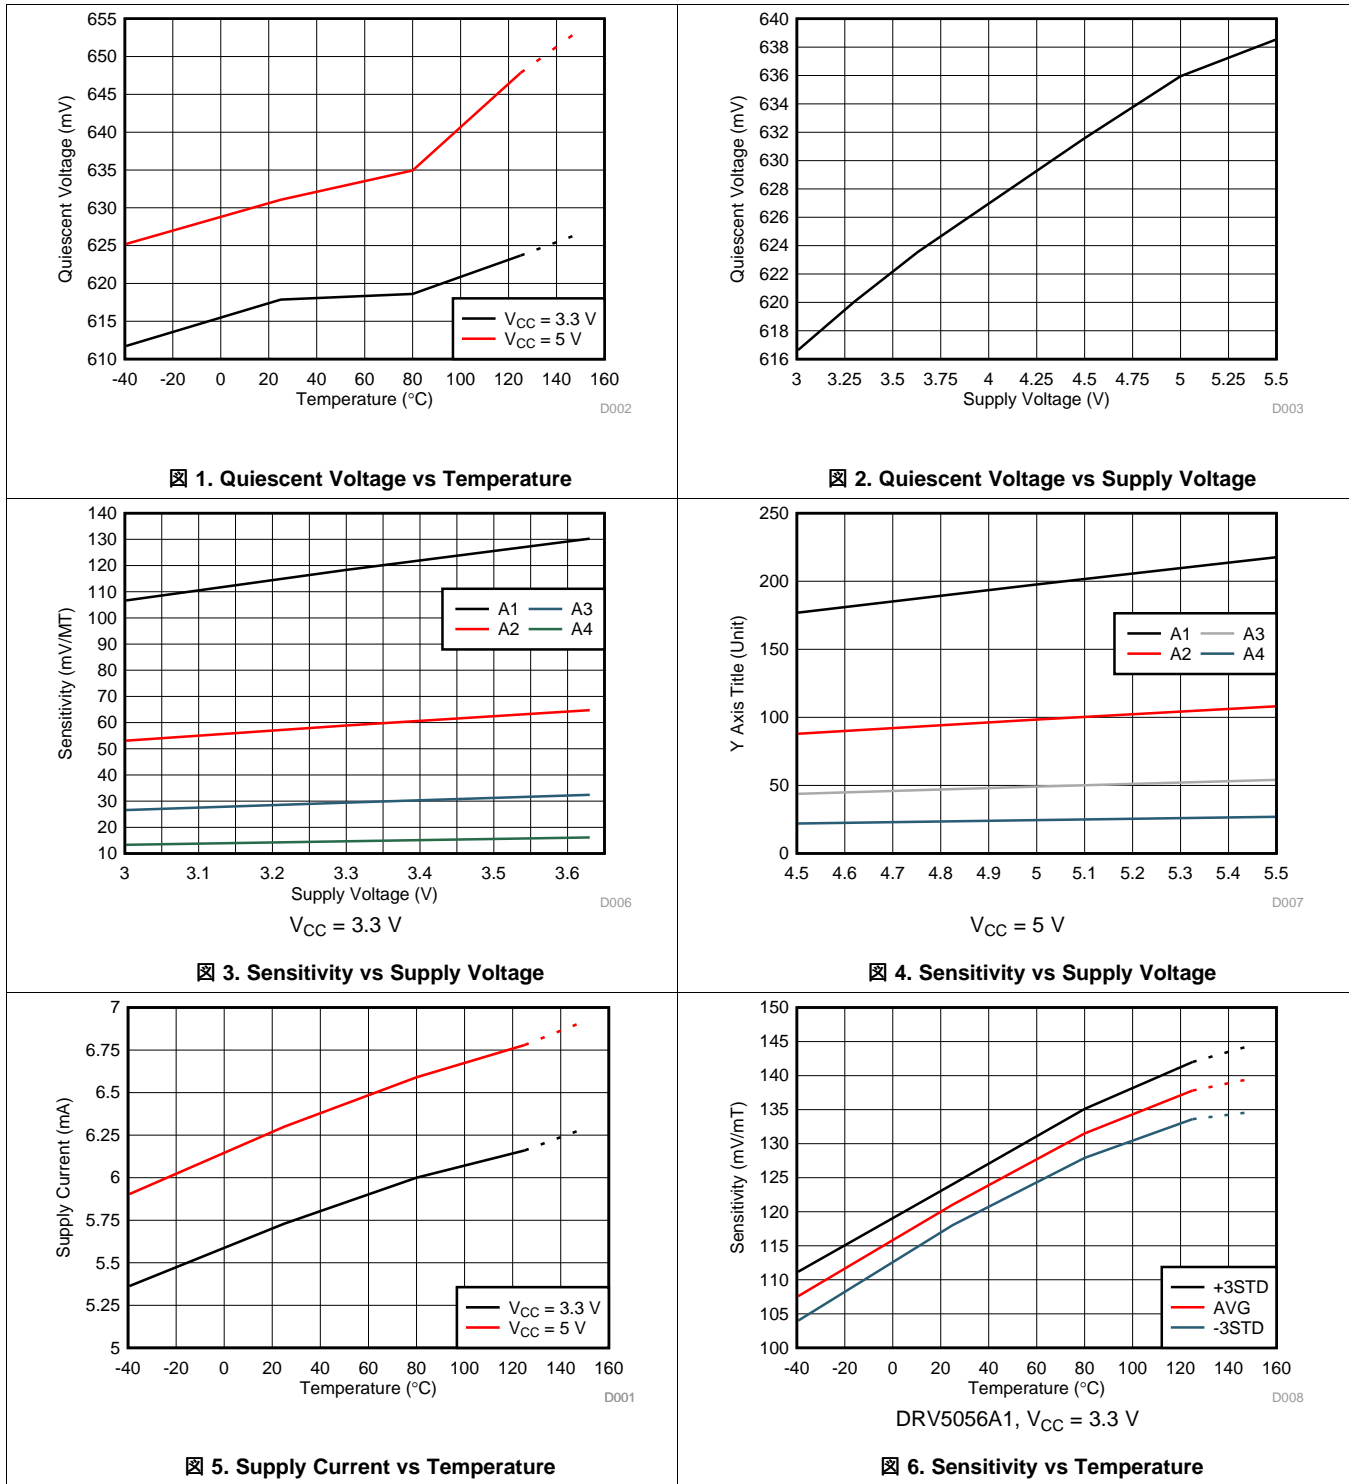 655
650
645
640
635
630
625
620
615
610
Quiescent Voltage (mV)
-40 -20 0 20 40 60 80 100 120 140 160
Temperature (°C)
V_CC = 3.3 V
V_CC = 5 V
D002
図 1. Quiescent Voltage vs Temperature
640
638
636
634
632
630
628
626
624
622
620
618
616
Quiescent Voltage (mV)
3 3.25 3.5 3.75 4 4.25 4.5 4.75 5 5.25 5.5
Supply Voltage (V)
D003
図 2. Quiescent Voltage vs Supply Voltage
140
130
120
110
100
90
80
70
60
50
40
30
20
10
Sensitivity (mV/MT)
3 3.1 3.2 3.3 3.4 3.5 3.6
Supply Voltage (V)
A1 A3
A2 A4
D006
V_CC = 3.3 V
図 3. Sensitivity vs Supply Voltage
250
200
150
100
50
0
Y Axis Title (Unit)
4.5 4.6 4.7 4.8 4.9 5 5.1 5.2 5.3 5.4 5.5
A1 A3
A2 A4
D007
V_CC = 5 V
図 4. Sensitivity vs Supply Voltage
7
6.75
6.5
6.25
6
5.75
5.5
5.25
5
Supply Current (mA)
-40 -20 0 20 40 60 80 100 120 140 160
Temperature (°C)
V_CC = 3.3 V
V_CC = 5 V
D001
図 5. Supply Current vs Temperature
150
145
140
135
130
125
120
115
110
105
100
Sensitivity (mV/mT)
-40 -20 0 20 40 60 80 100 120 140 160
Temperature (°C)
+3STD
AVG
-3STD
D008
DRV5056A1, V_CC = 3.3 V
図 6. Sensitivity vs Temperature